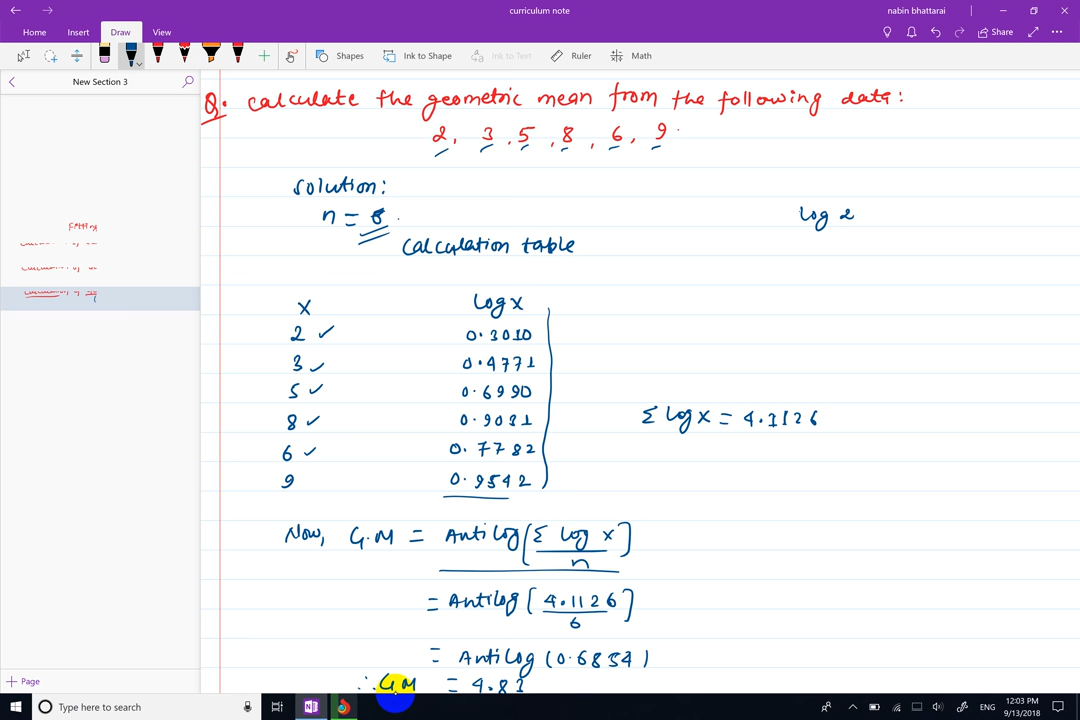 curriculum note
nabin bhattarai
Home Insert Draw View
Share
Shapes Ink to Shape Ink to Text Ruler Math
New Section 3
Q. Calculate the geometric mean from the following data:
2, 3, 5, 8, 6, 9.
Solution:
n = 6.
log 2
Calculation table
x log x
2 ✓ 0.3010
3 ✓ 0.4771
5 ✓ 0.6990
8 ✓ 0.9031
Σ log x = 4.1126
6 ✓ 0.7782
9 0.9542
Now, G.M = Antilog [Σ log x / n]
= Antilog [4.1126 / 6]
= Antilog (0.6854)
∴ GM = 4.83
+ Page
Type here to search
ENG
12:03 PM
9/13/2018